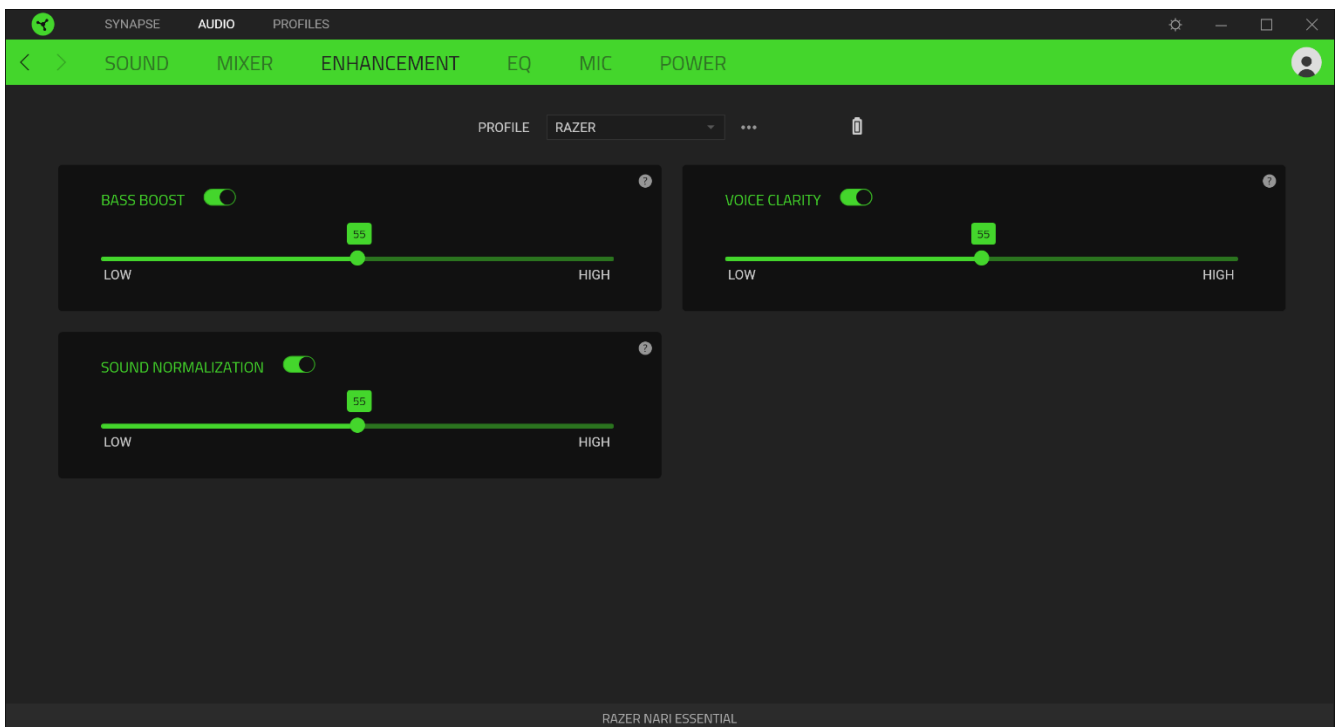 SYNAPSE AUDIO PROFILES
SOUND MIXER ENHANCEMENT EQ MIC POWER
PROFILE RAZER
BASS BOOST
55
LOW HIGH
VOICE CLARITY
55
LOW HIGH
SOUND NORMALIZATION
55
LOW HIGH
RAZER NARI ESSENTIAL